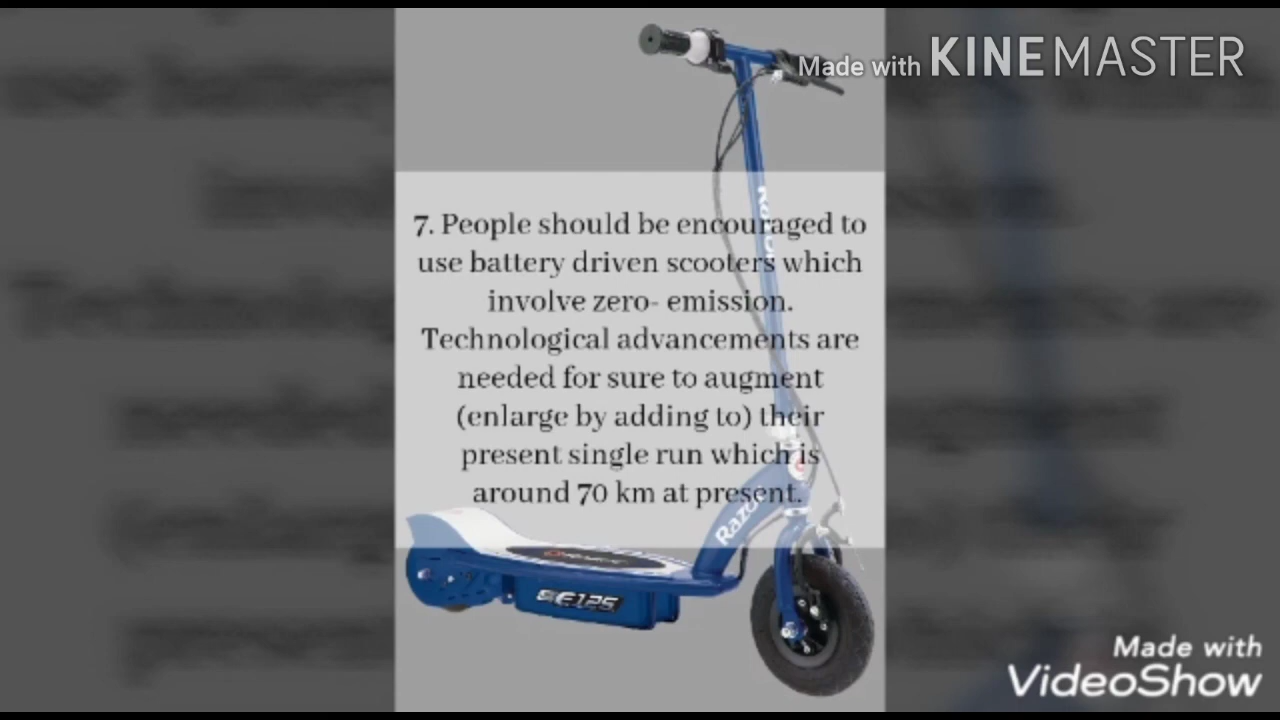 Made with KINEMASTER
7. People should be encouraged to
use battery driven scooters which
involve zero- emission.
Technological advancements are
needed for sure to augment
(enlarge by adding to) their
present single run which is
around 70 km at present.
Razor
E125
Made with
VideoShow